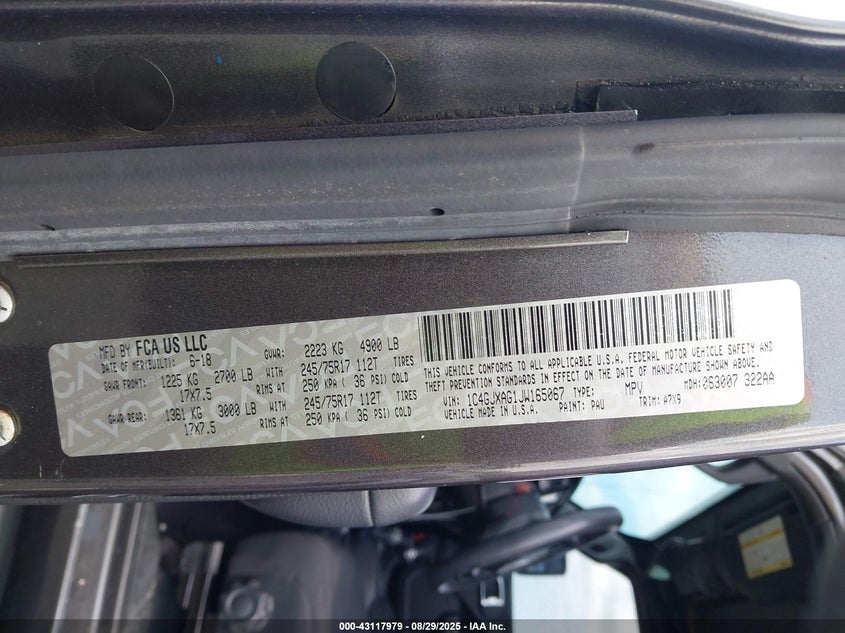 MFD BY FCA US LLC
DATE OF MFR(BUILT): 6-18 GVWR: 2223 KG 4900 LB
GAWR FRONT: 1225 KG 2700 LB WITH 245/75R17 112T TIRES
17X7.5 RIMS AT 250 KPA ( 36 PSI) COLD
GAWR REAR: 1361 KG 3000 LB WITH 245/75R17 112T TIRES
17X7.5 RIMS AT 250 KPA ( 36 PSI) COLD
THIS VEHICLE CONFORMS TO ALL APPLICABLE U.S.A. FEDERAL MOTOR VEHICLE SAFETY AND
THEFT PREVENTION STANDARDS IN EFFECT ON THE DATE OF MANUFACTURE SHOWN ABOVE.
VIN: 1C4GJXAG1JW165067 TYPE: MPV MDH: 063007 322AA
MADE IN U.S.A. PAINT: PAU TRIM: A7X9
000-43117979 - 08/29/2025 - IAA Inc.